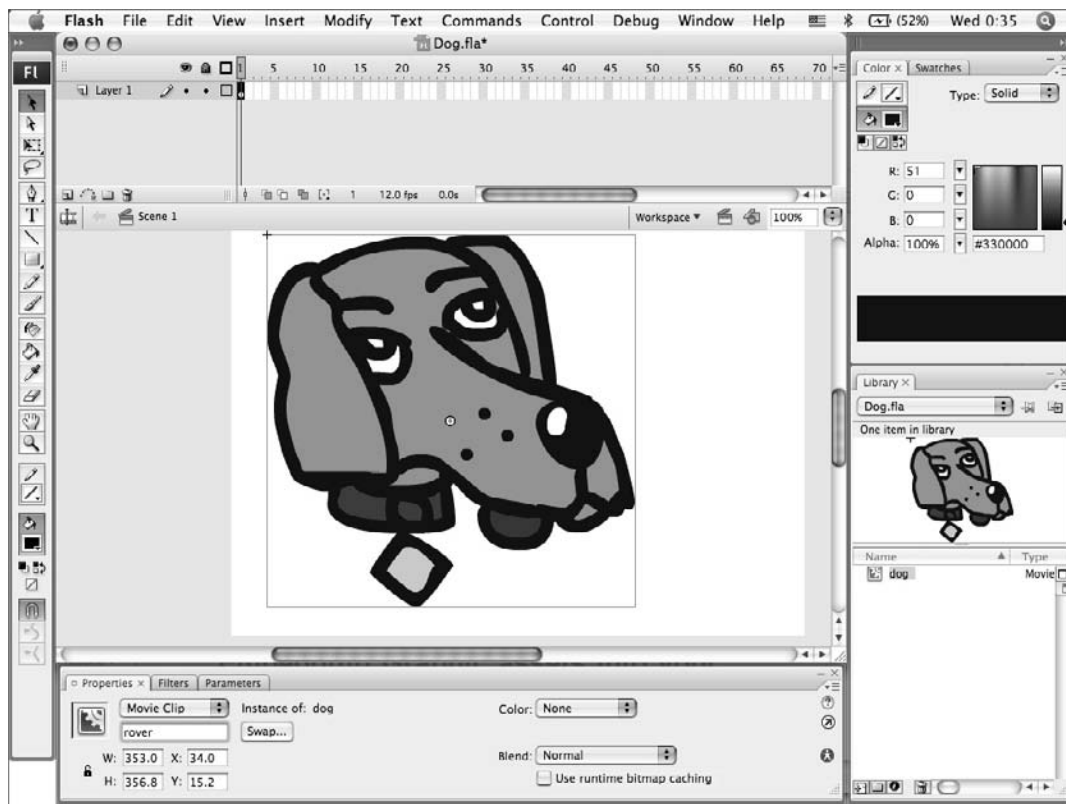 Flash File Edit View Insert Modify Text Commands Control Debug Window Help (52%) Wed 0:35
Dog.fla*
Fl
1 5 10 15 20 25 30 35 40 45 50 55 60 65 70
Layer 1
1 12.0 fps 0.0s
Scene 1 Workspace 100%
T
Color × Swatches
Type: Solid
R: 51
G: 0
B: 0
Alpha: 100% #330000
Library ×
Dog.fla
One item in library
Name Type
dog Movie
Properties × Filters Parameters
Movie Clip Instance of: dog Color: None
rover Swap...
W: 353.0 X: 34.0 Blend: Normal
H: 356.8 Y: 15.2 Use runtime bitmap caching